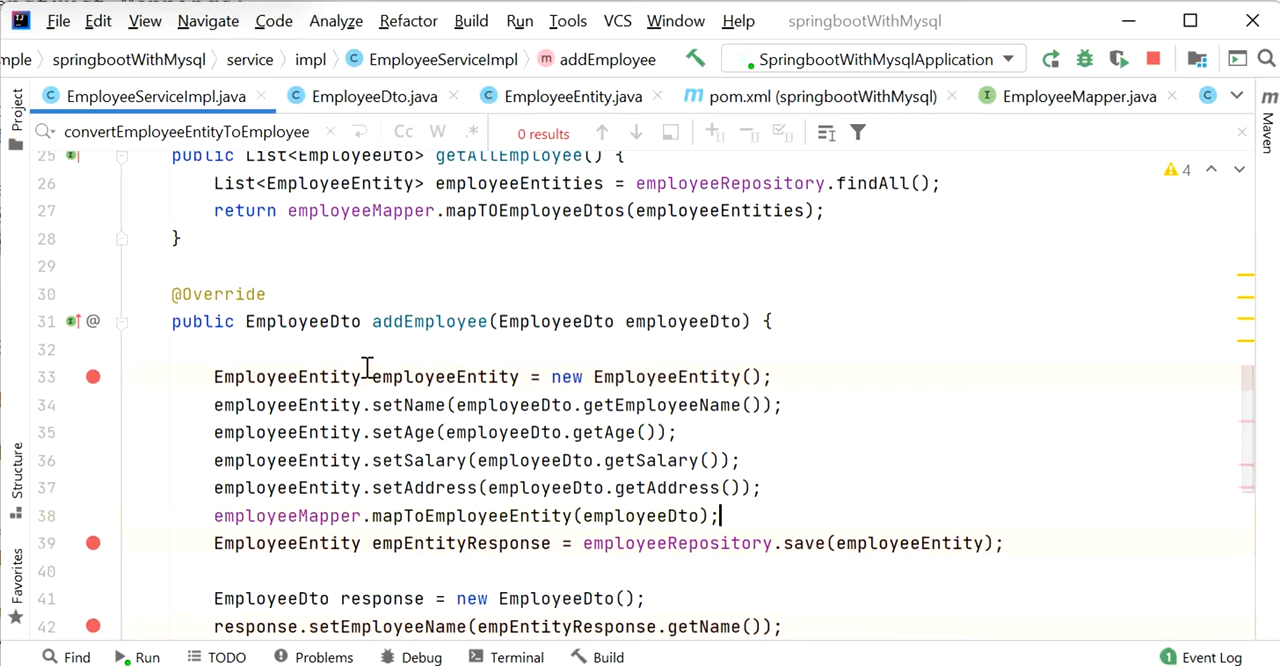 File Edit View Navigate Code Analyze Refactor Build Run Tools VCS Window Help springbootWithMysql
mple springbootWithMysql service impl EmployeeServiceImpl addEmployee SpringbootWithMysqlApplication
EmployeeServiceImpl.java EmployeeDto.java EmployeeEntity.java pom.xml (springbootWithMysql) EmployeeMapper.java
convertEmployeeEntityToEmployee Cc W .* 0 results
Project
Structure
Favorites
Maven
4
25 public List<EmployeeDto> getAllEmployee() {
26 List<EmployeeEntity> employeeEntities = employeeRepository.findAll();
27 return employeeMapper.mapTOEmployeeDtos(employeeEntities);
28 }
29
30 @Override
31 @ public EmployeeDto addEmployee(EmployeeDto employeeDto) {
32
33 EmployeeEntity employeeEntity = new EmployeeEntity();
34 employeeEntity.setName(employeeDto.getEmployeeName());
35 employeeEntity.setAge(employeeDto.getAge());
36 employeeEntity.setSalary(employeeDto.getSalary());
37 employeeEntity.setAddress(employeeDto.getAddress());
38 employeeMapper.mapToEmployeeEntity(employeeDto);
39 EmployeeEntity empEntityResponse = employeeRepository.save(employeeEntity);
40
41 EmployeeDto response = new EmployeeDto();
42 response.setEmployeeName(empEntityResponse.getName());
Find Run TODO Problems Debug Terminal Build 1 Event Log